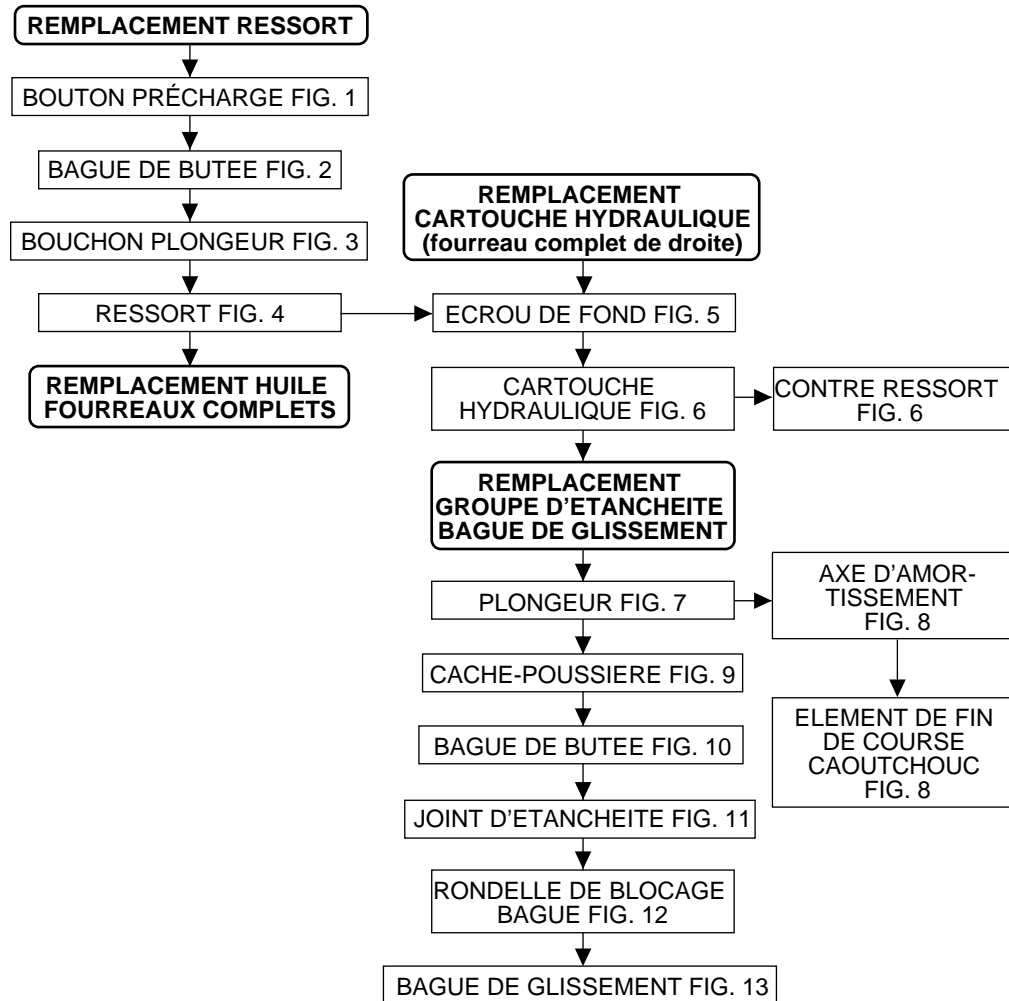 REMPLACEMENT RESSORT
BOUTON PRÉCHARGE FIG. 1
BAGUE DE BUTEE FIG. 2
BOUCHON PLONGEUR FIG. 3
RESSORT FIG. 4
REMPLACEMENT HUILE
FOURREAUX COMPLETS
REMPLACEMENT
CARTOUCHE HYDRAULIQUE
(fourreau complet de droite)
ECROU DE FOND FIG. 5
CARTOUCHE
HYDRAULIQUE FIG. 6
CONTRE RESSORT
FIG. 6
REMPLACEMENT
GROUPE D'ETANCHEITE
BAGUE DE GLISSEMENT
PLONGEUR FIG. 7
AXE D'AMOR-
TISSEMENT
FIG. 8
ELEMENT DE FIN
DE COURSE
CAOUTCHOUC
FIG. 8
CACHE-POUSSIERE FIG. 9
BAGUE DE BUTEE FIG. 10
JOINT D'ETANCHEITE FIG. 11
RONDELLE DE BLOCAGE
BAGUE FIG. 12
BAGUE DE GLISSEMENT FIG. 13